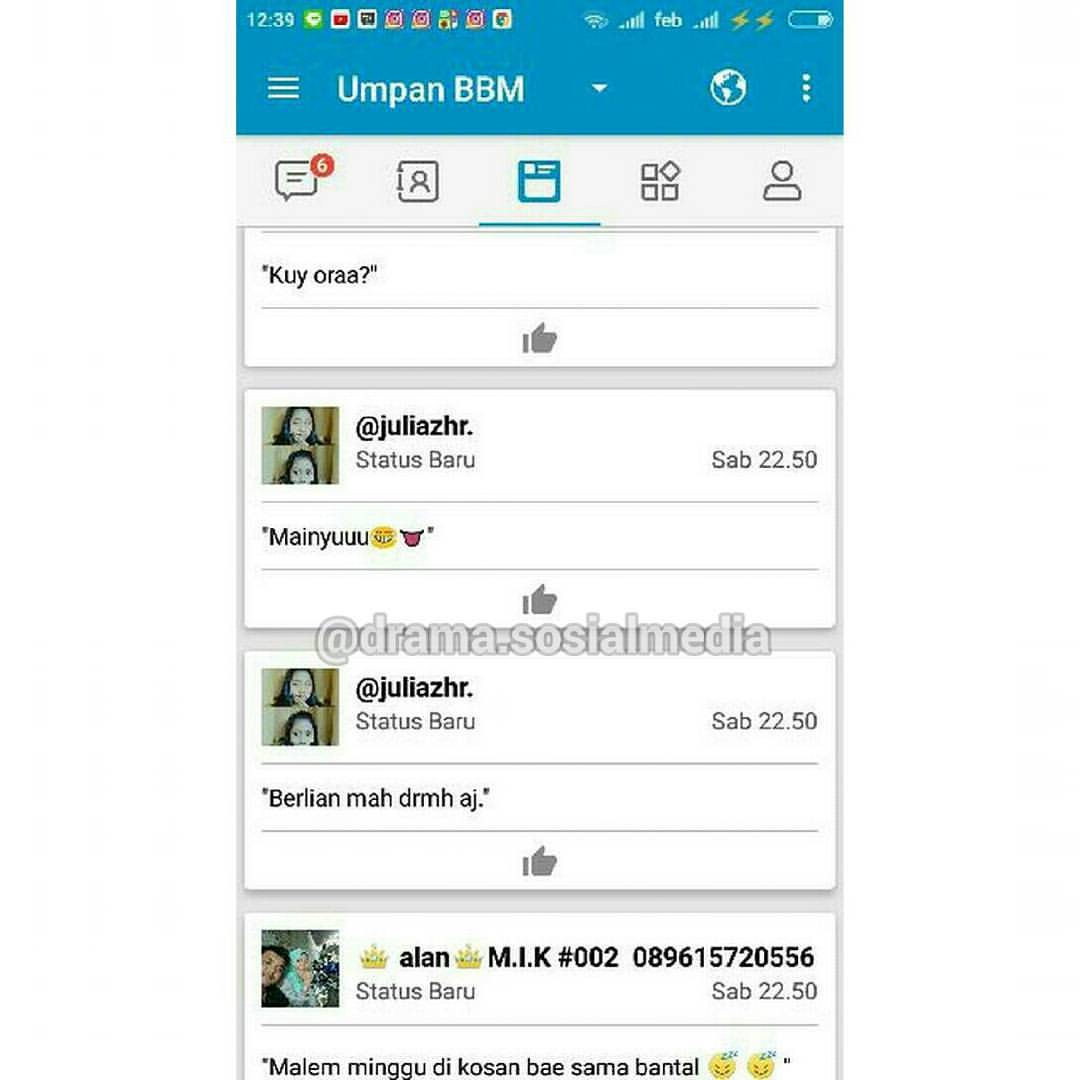 12:39 feb
Umpan BBM
6
"Kuy oraa?"
@juliazhr.
Status Baru Sab 22.50
"Mainyuuu😁👅"
@drama.sosialmedia
@juliazhr.
Status Baru Sab 22.50
"Berlian mah drmh aj."
👑 alan👑 M.I.K #002 089615720556
Status Baru Sab 22.50
"Malem minggu di kosan bae sama bantal 😴 😴 "